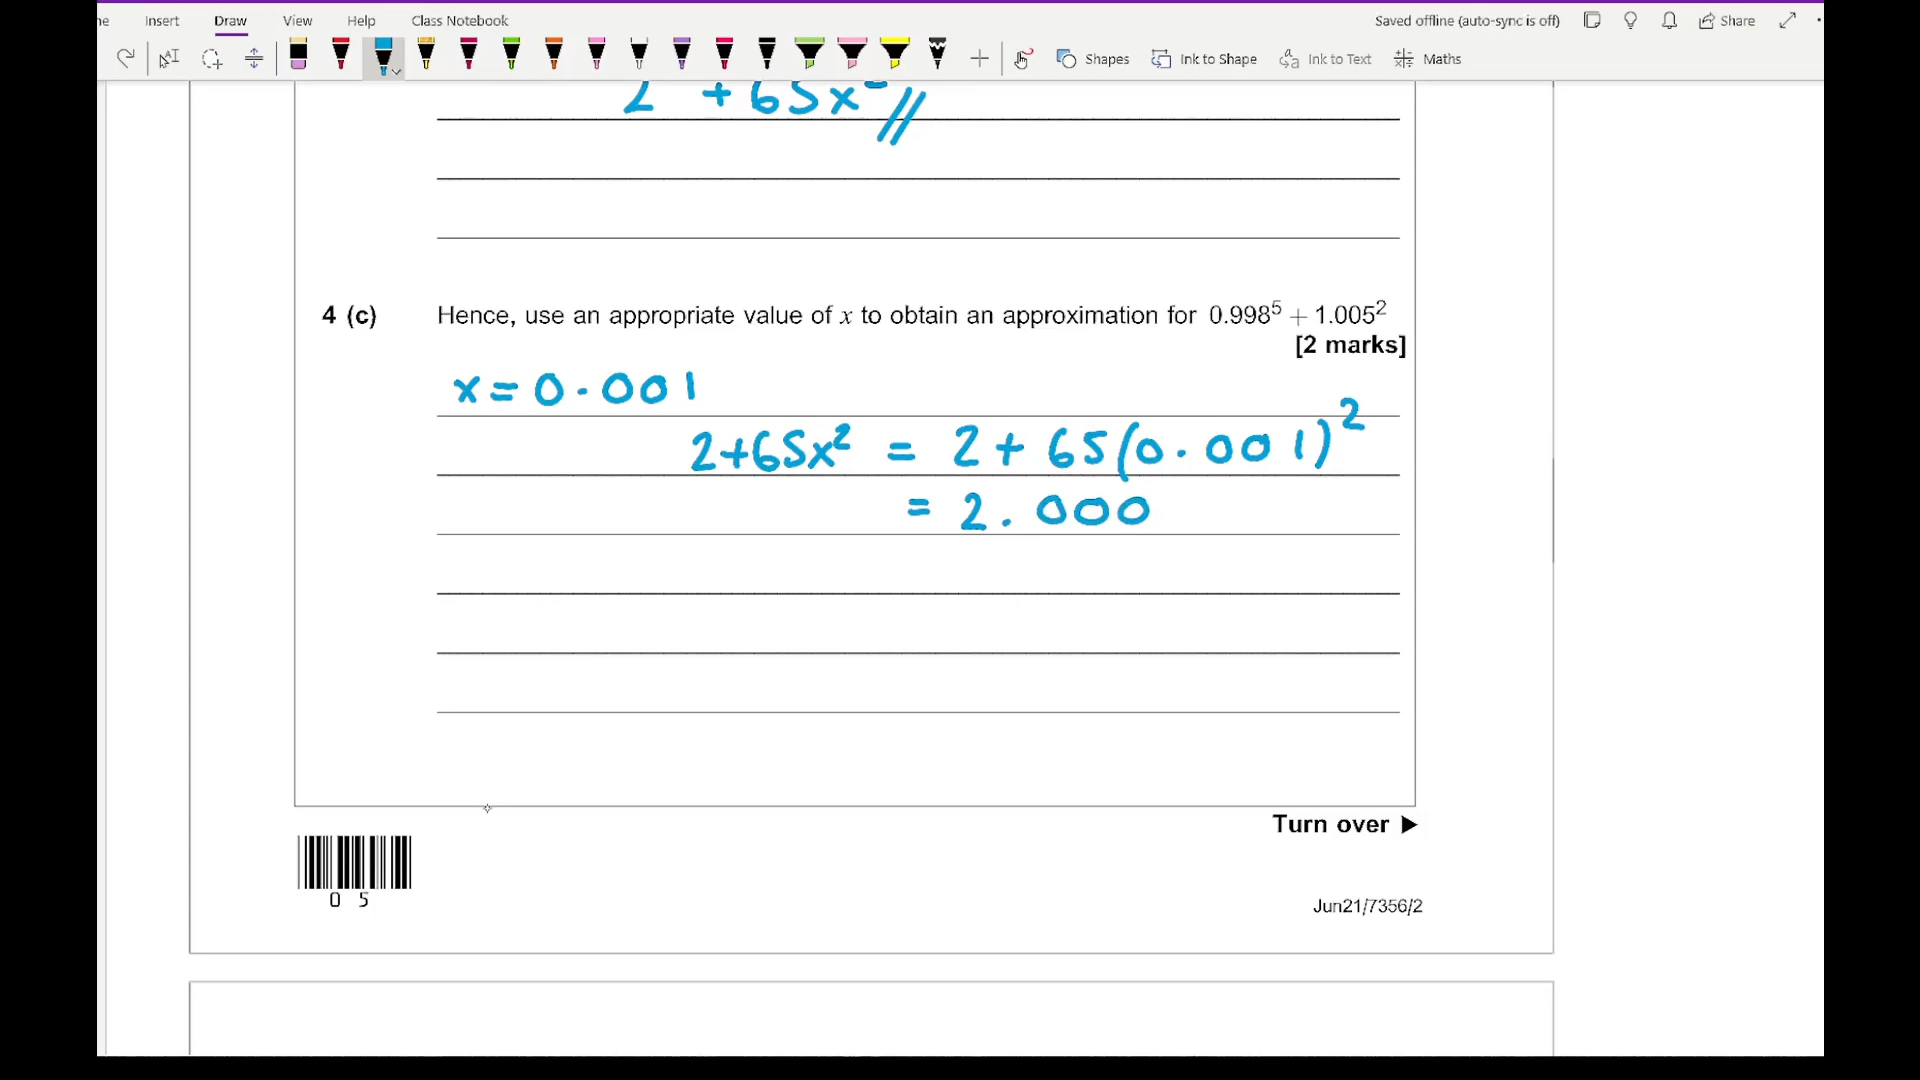 Insert Draw View Help Class Notebook Saved offline (auto-sync is off) Share
Shapes Ink to Shape Ink to Text Maths
2 + 65x²
4 (c) Hence, use an appropriate value of x to obtain an approximation for 0.998⁵ + 1.005²
[2 marks]
x = 0.001
2+65x² = 2 + 65(0.001)²
= 2.000
Turn over ▶
0 5
Jun21/7356/2